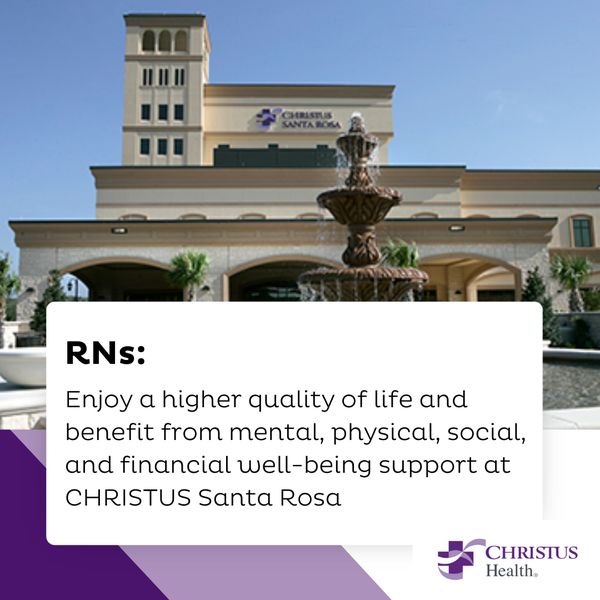 CHRISTUS
SANTA ROSA
RNs:
Enjoy a higher quality of life and
benefit from mental, physical, social,
and financial well-being support at
CHRISTUS Santa Rosa
CHRISTUS
Health®